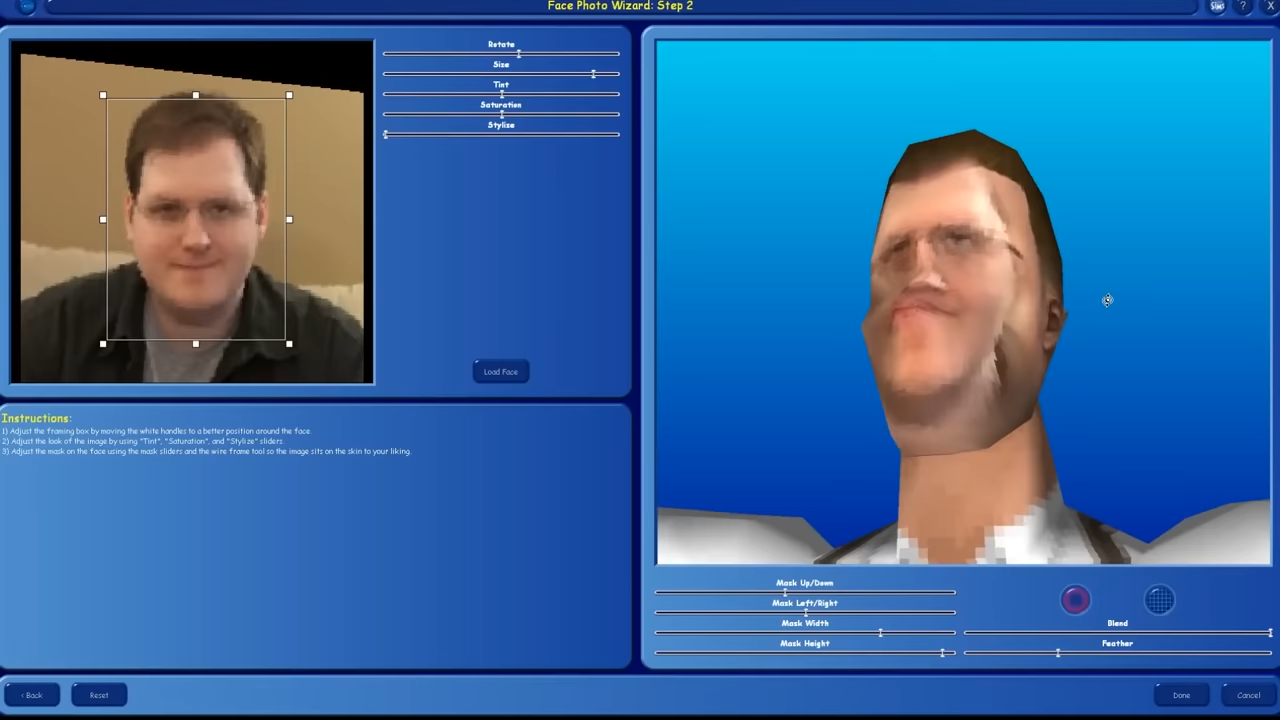 Face Photo Wizard: Step 2
Sims
?
X
Rotate
Size
Tint
Saturation
Stylize
Load Face
Instructions:
1) Adjust the framing box by moving the white handles to a better position around the face.
2) Adjust the look of the image by using "Tint", "Saturation", and "Stylize" sliders.
3) Adjust the mask on the face using the mask sliders and the wire frame tool so the image sits on the skin to your liking.
Mask Up/Down
Mask Left/Right
Mask Width
Blend
Mask Height
Feather
< Back
Reset
Done
Cancel